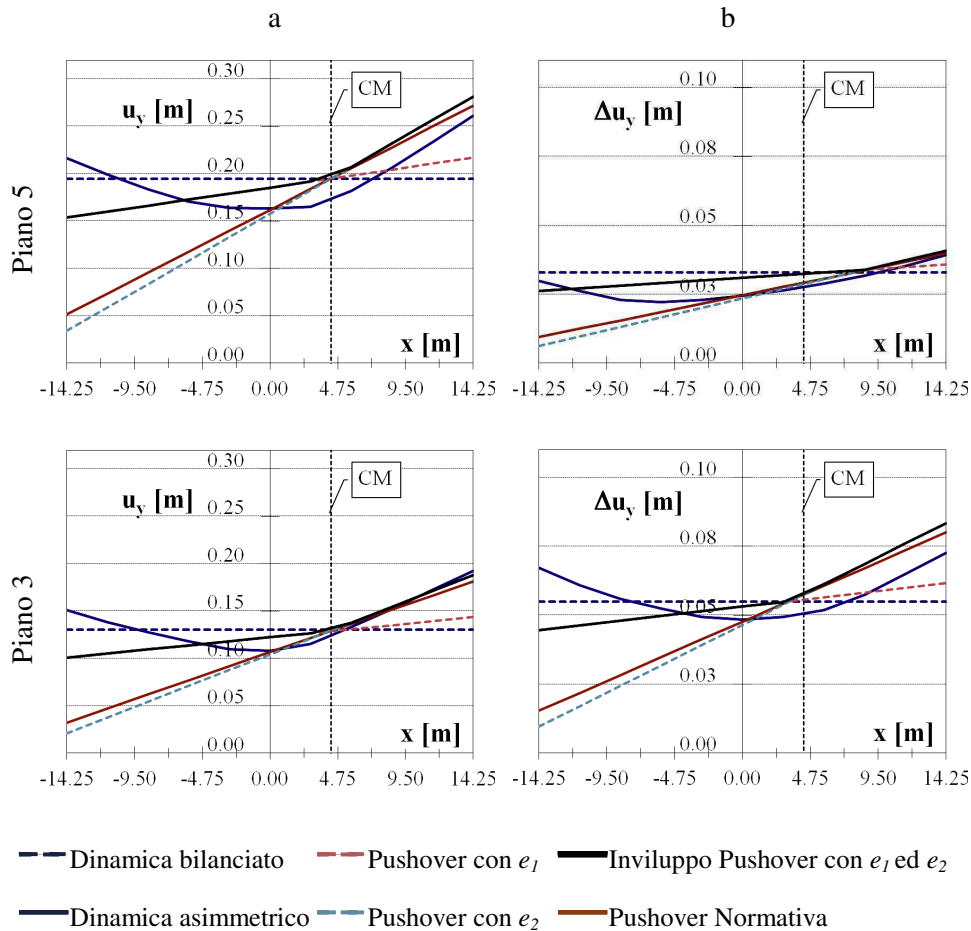 a
b
Piano 5
0.30
u_y [m]
CM
0.25
0.20
0.15
0.10
0.05
0.00
x [m]
-14.25 -9.50 -4.75 0.00 4.75 9.50 14.25
0.10
Δu_y [m]
CM
0.08
0.05
0.03
0.00
x [m]
-14.25 -9.50 -4.75 0.00 4.75 9.50 14.25
Piano 3
0.30
u_y [m]
CM
0.25
0.20
0.15
0.10
0.05
0.00
x [m]
-14.25 -9.50 -4.75 0.00 4.75 9.50 14.25
0.10
Δu_y [m]
CM
0.08
0.05
0.03
0.00
x [m]
-14.25 -9.50 -4.75 0.00 4.75 9.50 14.25
Dinamica bilanciato Pushover con e_1 Inviluppo Pushover con e_1 ed e_2
Dinamica asimmetrico Pushover con e_2 Pushover Normativa